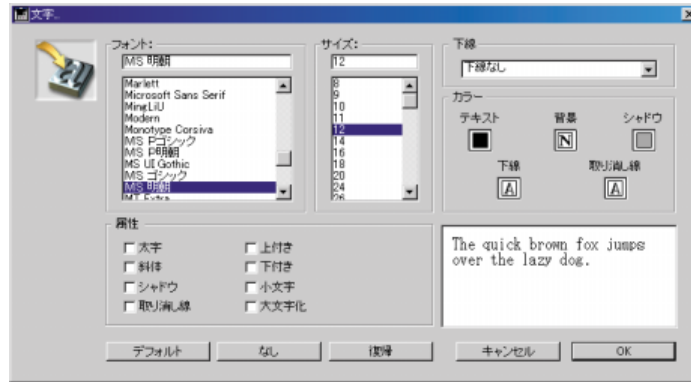 文字..
フォント:
MS 明朝
Marlett
Microsoft Sans Serif
MingLiU
Modern
Monotype Corsiva
MS Pゴシック
MS P明朝
MS UI Gothic
MS ゴシック
MS 明朝
MT Extra
サイズ:
12
8
9
10
11
12
14
16
18
20
24
26
下線
下線なし
カラー
テキスト
背景
シャドウ
N
下線
取り消し線
A
A
属性
太字
上付き
斜体
下付き
シャドウ
小文字
取り消し線
大文字化
The quick brown fox jumps
over the lazy dog.
デフォルト
なし
復帰
キャンセル
OK